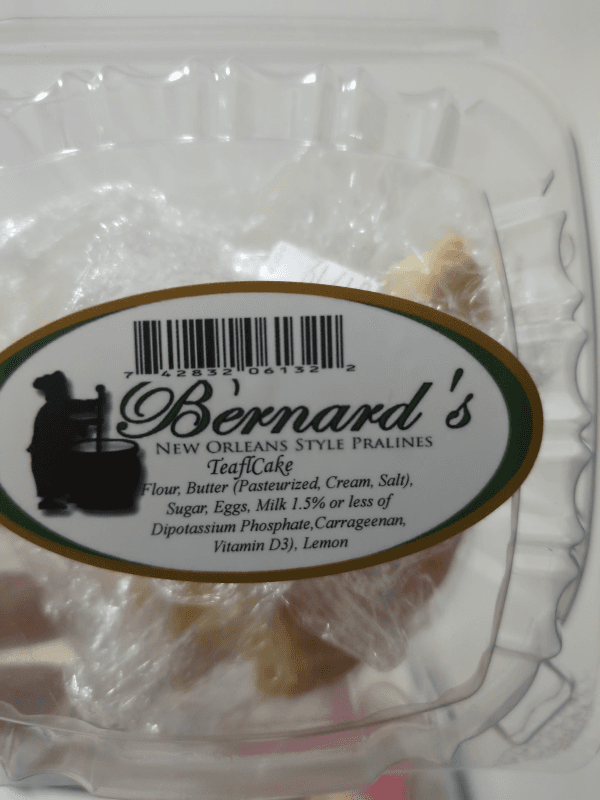 7 42832 06132 2
Bernard's
NEW ORLEANS STYLE PRALINES
TeaflCake
Flour, Butter (Pasteurized, Cream, Salt),
Sugar, Eggs, Milk 1.5% or less of
Dipotassium Phosphate,Carrageenan,
Vitamin D3), Lemon